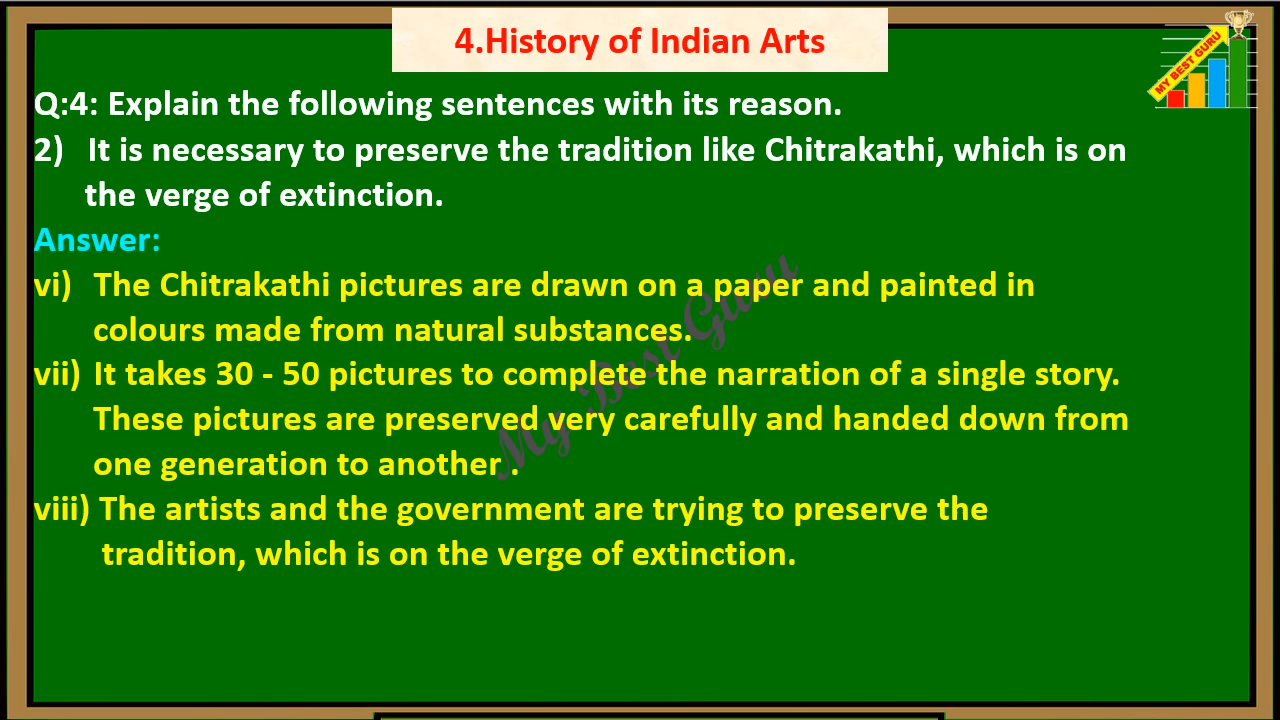 4.History of Indian Arts
MY BEST GURU
Q:4: Explain the following sentences with its reason.
2) It is necessary to preserve the tradition like Chitrakathi, which is on
the verge of extinction.
Answer:
vi) The Chitrakathi pictures are drawn on a paper and painted in
colours made from natural substances.
vii) It takes 30 - 50 pictures to complete the narration of a single story.
These pictures are preserved very carefully and handed down from
one generation to another .
viii) The artists and the government are trying to preserve the
tradition, which is on the verge of extinction.
My Best Guru